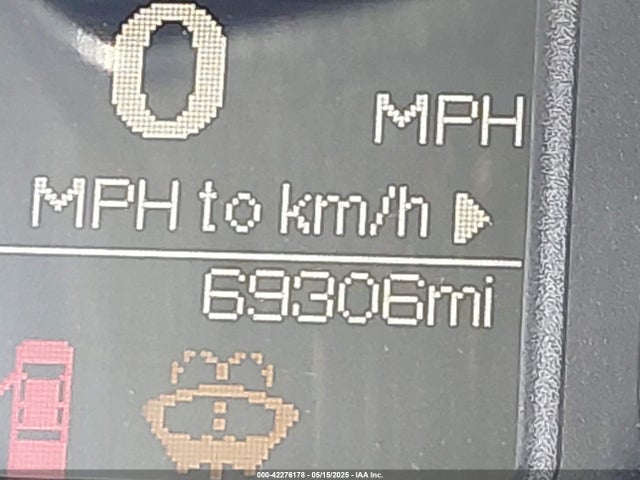 0
MPH
MPH to km/h
69306mi
000-42276178 - 05/15/2025 - IAA Inc.